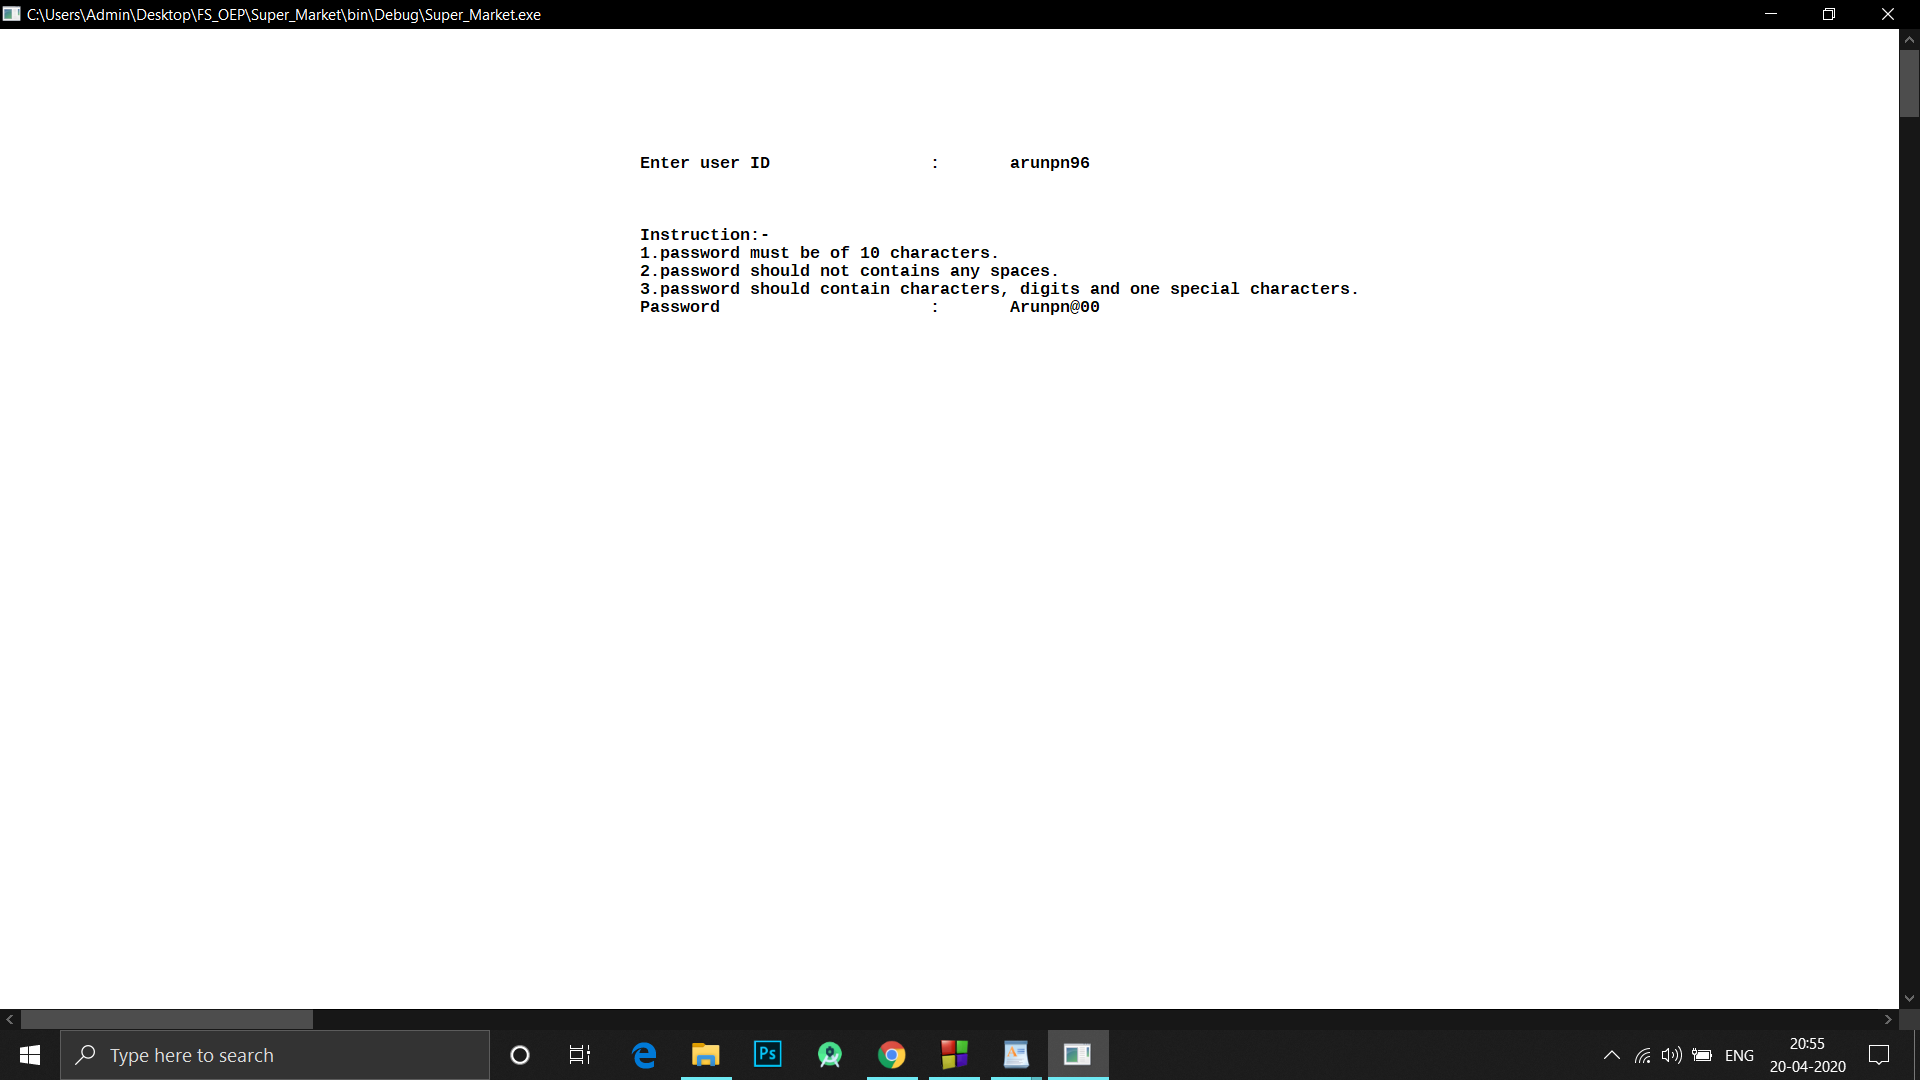 C:\Users\Admin\Desktop\FS_OEP\Super_Market\bin\Debug\Super_Market.exe
Enter user ID : arunpn96
Instruction:-
1.password must be of 10 characters.
2.password should not contains any spaces.
3.password should contain characters, digits and one special characters.
Password : Arunpn@00
Type here to search
Ps
ENG
20:55
20-04-2020